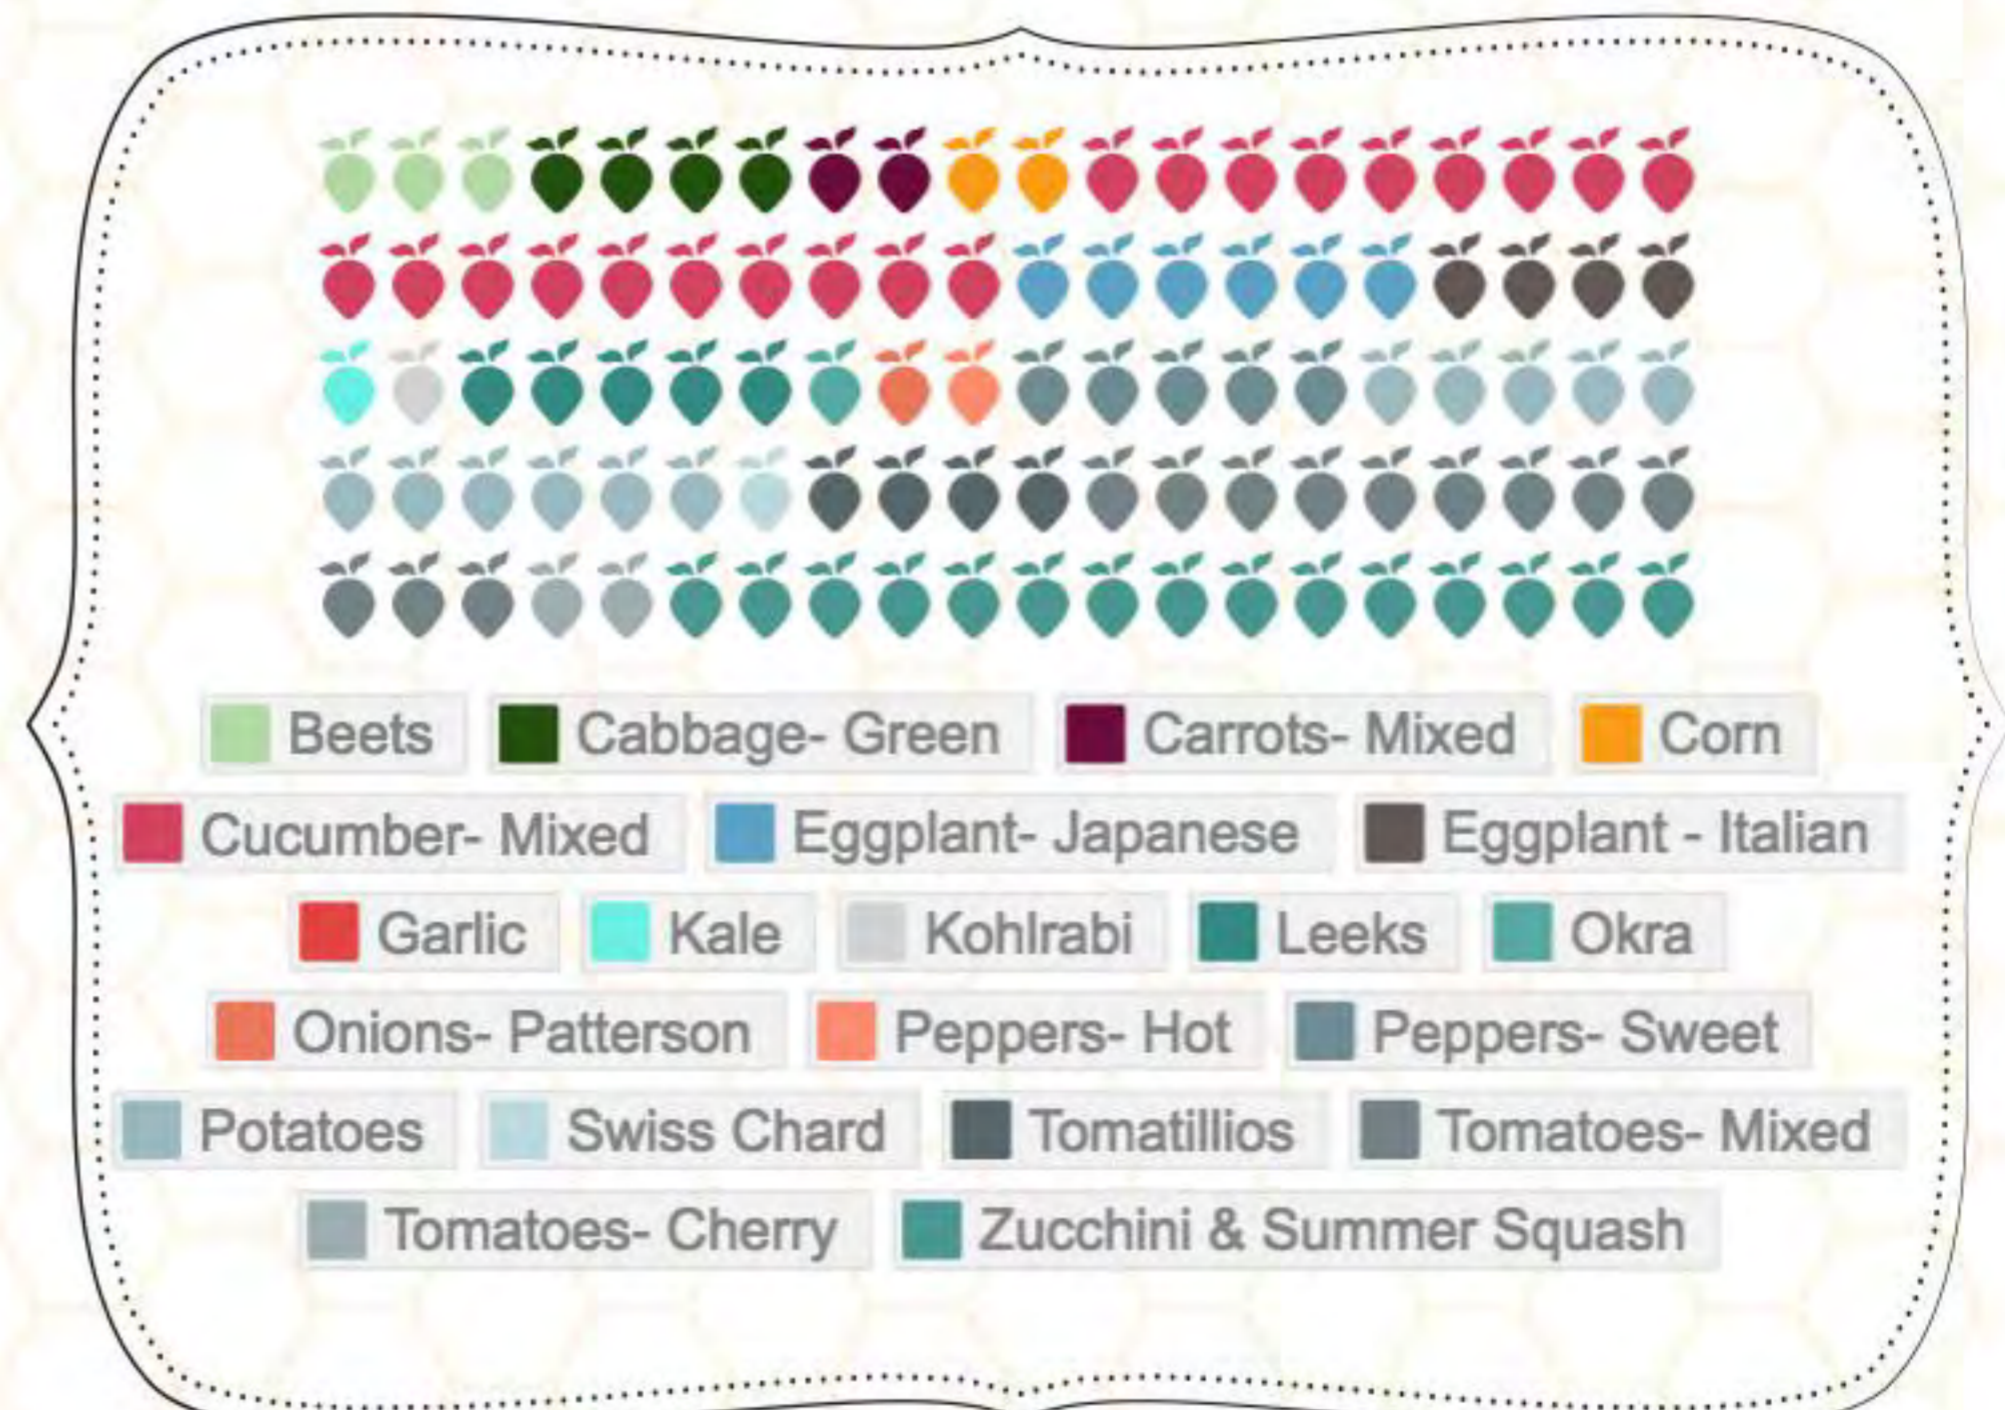 Beets Cabbage- Green Carrots- Mixed Corn
Cucumber- Mixed Eggplant- Japanese Eggplant - Italian
Garlic Kale Kohlrabi Leeks Okra
Onions- Patterson Peppers- Hot Peppers- Sweet
Potatoes Swiss Chard Tomatillios Tomatoes- Mixed
Tomatoes- Cherry Zucchini & Summer Squash